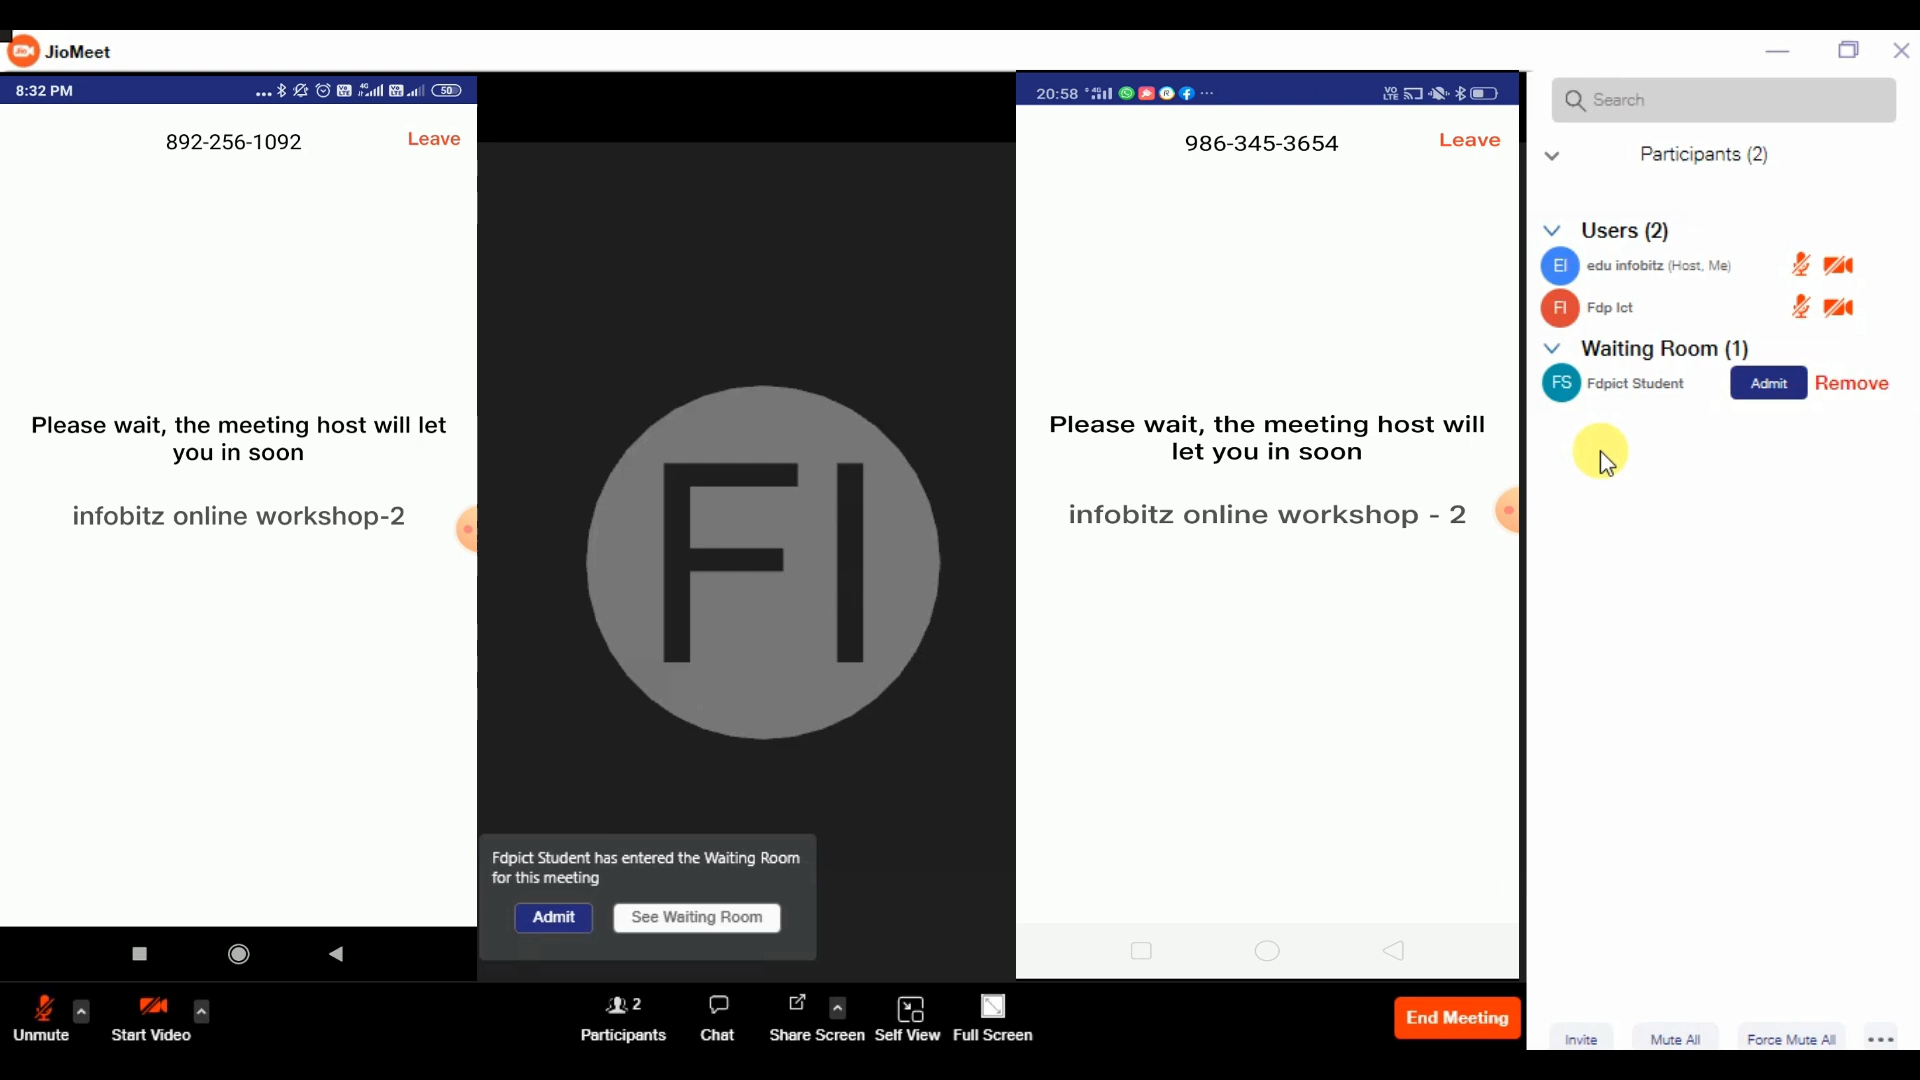 JioMeet
8:32 PM
50
892-256-1092
Leave
Please wait, the meeting host will let
you in soon
infobitz online workshop-2
FI
Fdpict Student has entered the Waiting Room
for this meeting
Admit
See Waiting Room
20:58
986-345-3654
Leave
Please wait, the meeting host will
let you in soon
infobitz online workshop - 2
Search
Participants (2)
Users (2)
EI edu infobitz (Host, Me)
FI Fdp Ict
Waiting Room (1)
FS Fdpict Student Admit Remove
Unmute
Start Video
2
Participants
Chat
Share Screen
Self View
Full Screen
End Meeting
Invite
Mute All
Force Mute All